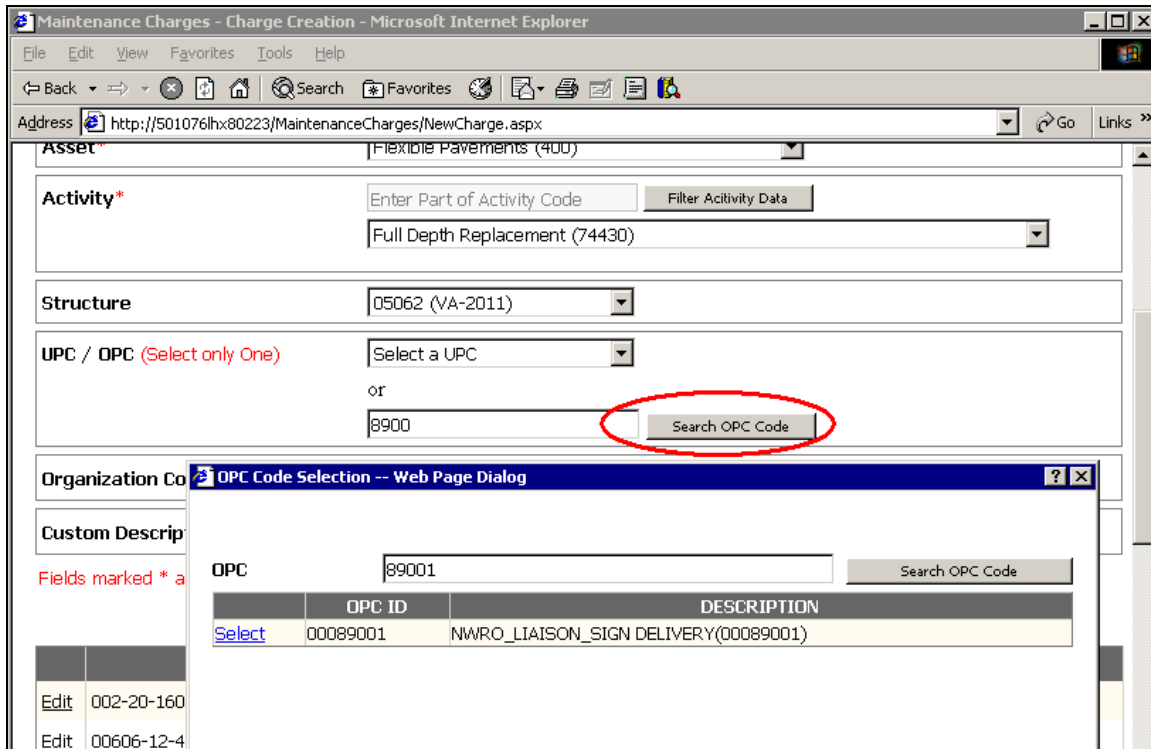 Maintenance Charges - Charge Creation - Microsoft Internet Explorer
File Edit View Favorites Tools Help
Back Search Favorites
Address http://501076lhx80223/MaintenanceCharges/NewCharge.aspx Go Links »
Asset* Flexible Pavements (400)
Activity* Enter Part of Activity Code Filter Acitivity Data
Full Depth Replacement (74430)
Structure 05062 (VA-2011)
UPC / OPC (Select only One) Select a UPC
or
8900 Search OPC Code
Organization Co
OPC Code Selection -- Web Page Dialog
Custom Descrip
Fields marked * a
OPC 89001 Search OPC Code
OPC ID DESCRIPTION
Select 00089001 NWRO_LIAISON_SIGN DELIVERY(00089001)
Edit 002-20-160
Edit 00606-12-4